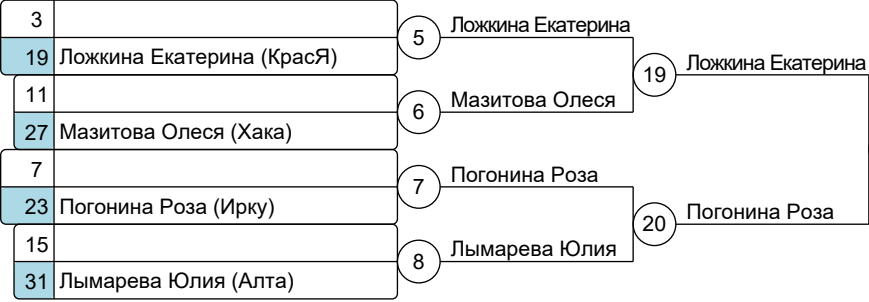 3
19 Ложкина Екатерина (КрасЯ)
5 Ложкина Екатерина
11
27 Мазитова Олеся (Хака)
6 Мазитова Олеся
19 Ложкина Екатерина
7
23 Погонина Роза (Ирку)
7 Погонина Роза
15
31 Лымарева Юлия (Алта)
8 Лымарева Юлия
20 Погонина Роза